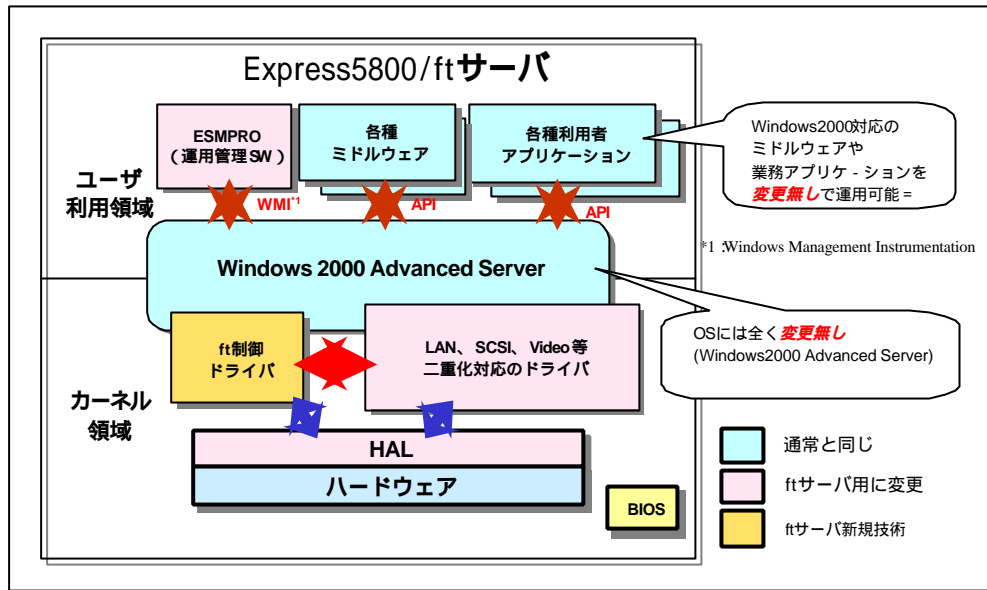 Express5800/ftサーバ
ESMPRO
(運用管理SW)
各種
ミドルウェア
各種利用者
アプリケーション
Windows2000対応の
ミドルウェアや
業務アプリケ-ションを
変更無しで運用可能=
ユーザ
利用領域
WMI*1
API
API
*1 :Windows Management Instrumentation
Windows 2000 Advanced Server
OSには全く変更無し
(Windows2000 Advanced Server)
ft制御
ドライバ
LAN、SCSI、Video等
二重化対応のドライバ
カーネル
領域
HAL
ハードウェア
BIOS
通常と同じ
ftサーバ用に変更
ftサーバ新規技術